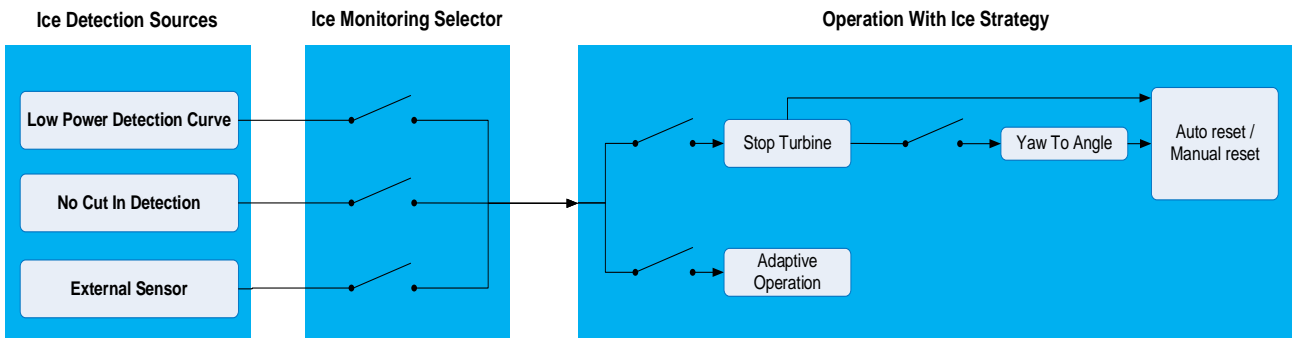 Ice Detection Sources
Ice Monitoring Selector
Operation With Ice Strategy
Low Power Detection Curve
No Cut In Detection
External Sensor
Stop Turbine
Yaw To Angle
Auto reset /
Manual reset
Adaptive
Operation